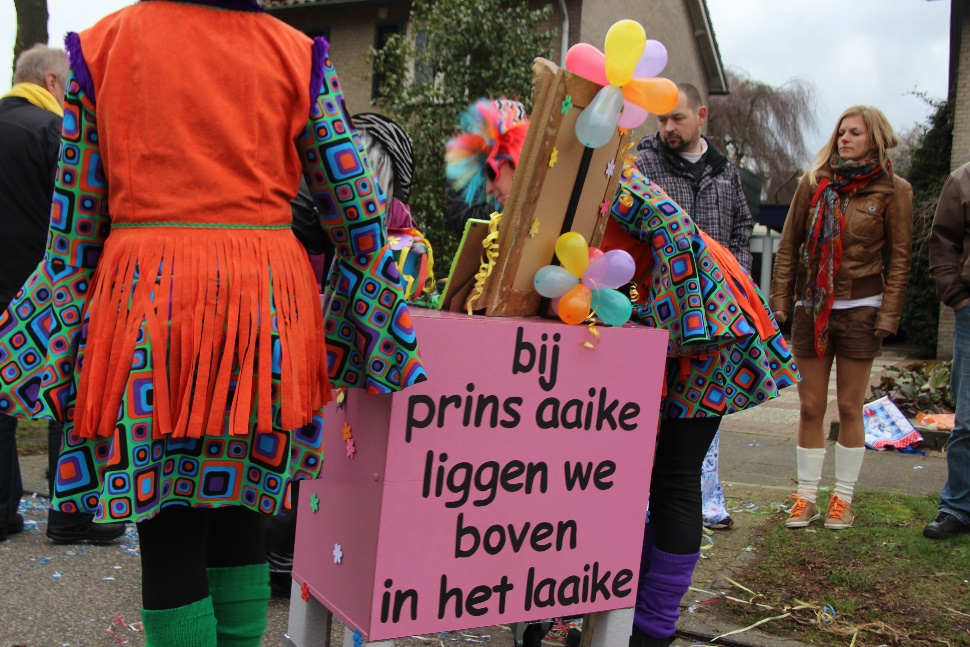 bij
prins aaike
liggen we
boven
in het laaike